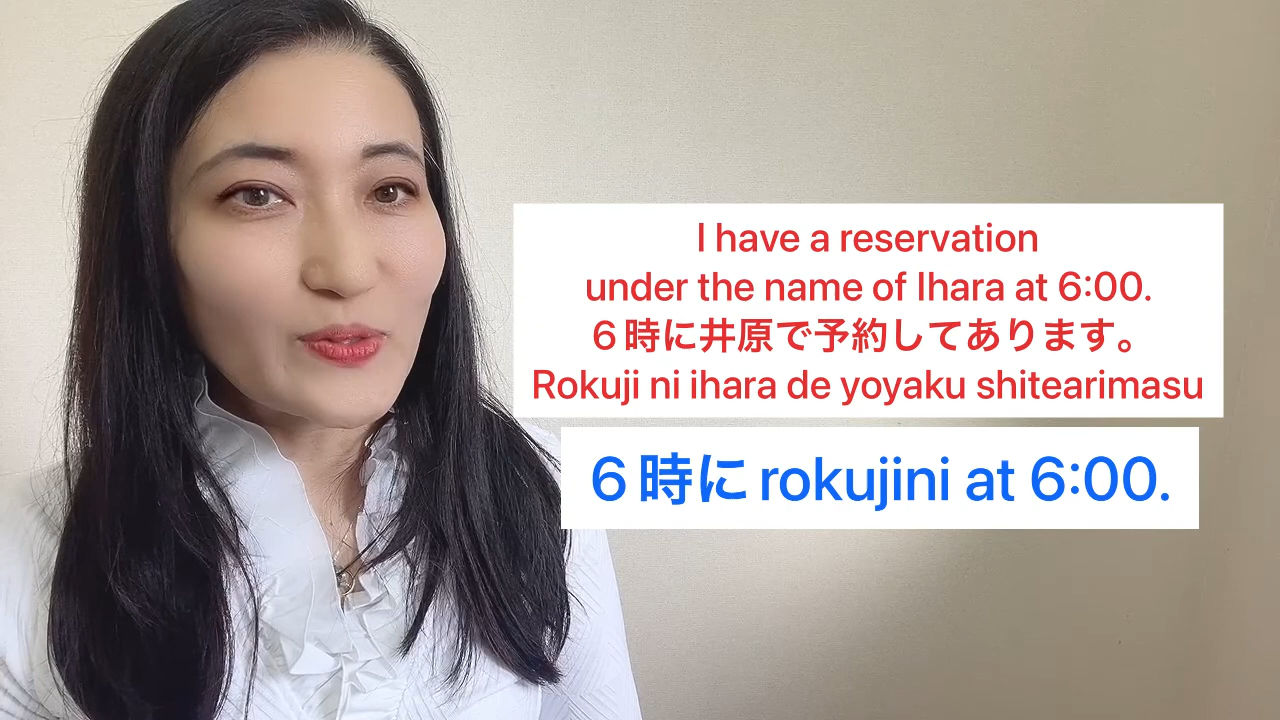 I have a reservation
under the name of Ihara at 6:00.
６時に井原で予約してあります。
Rokuji ni ihara de yoyaku shitearimasu
６時に rokujini at 6:00.